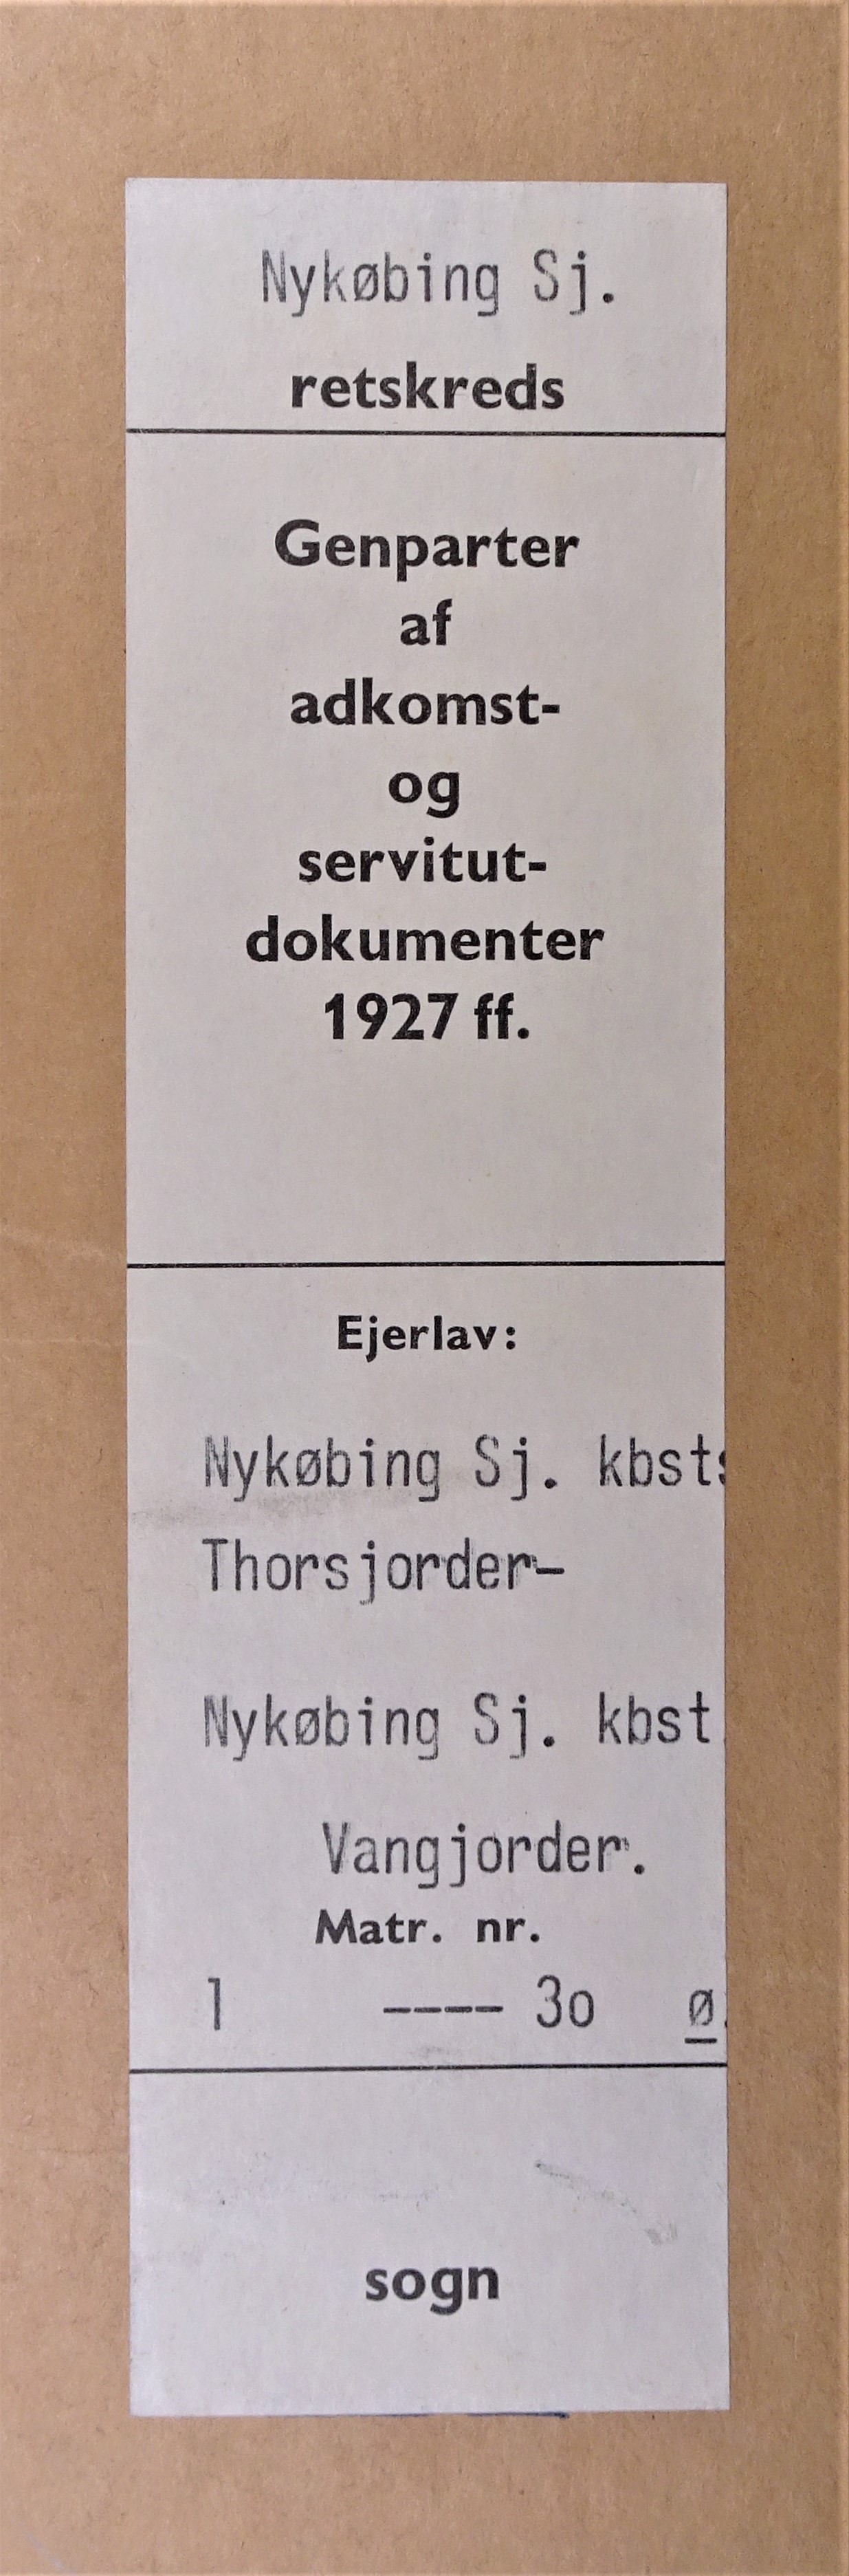 Nykøbing Sj.
retskreds
Genparter
af
adkomst-
og
servitut-
dokumenter
1927 ff.
Ejerlav:
Nykøbing Sj. kbsts
Thorsjorder-
Nykøbing Sj. kbst.
Vangjorder.
Matr. nr.
1 ---- 3o ø.
sogn